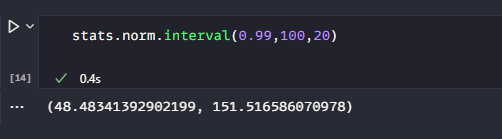 stats.norm.interval(0.99,100,20)
[14]
0.4s
(48.48341392902199, 151.516586070978)